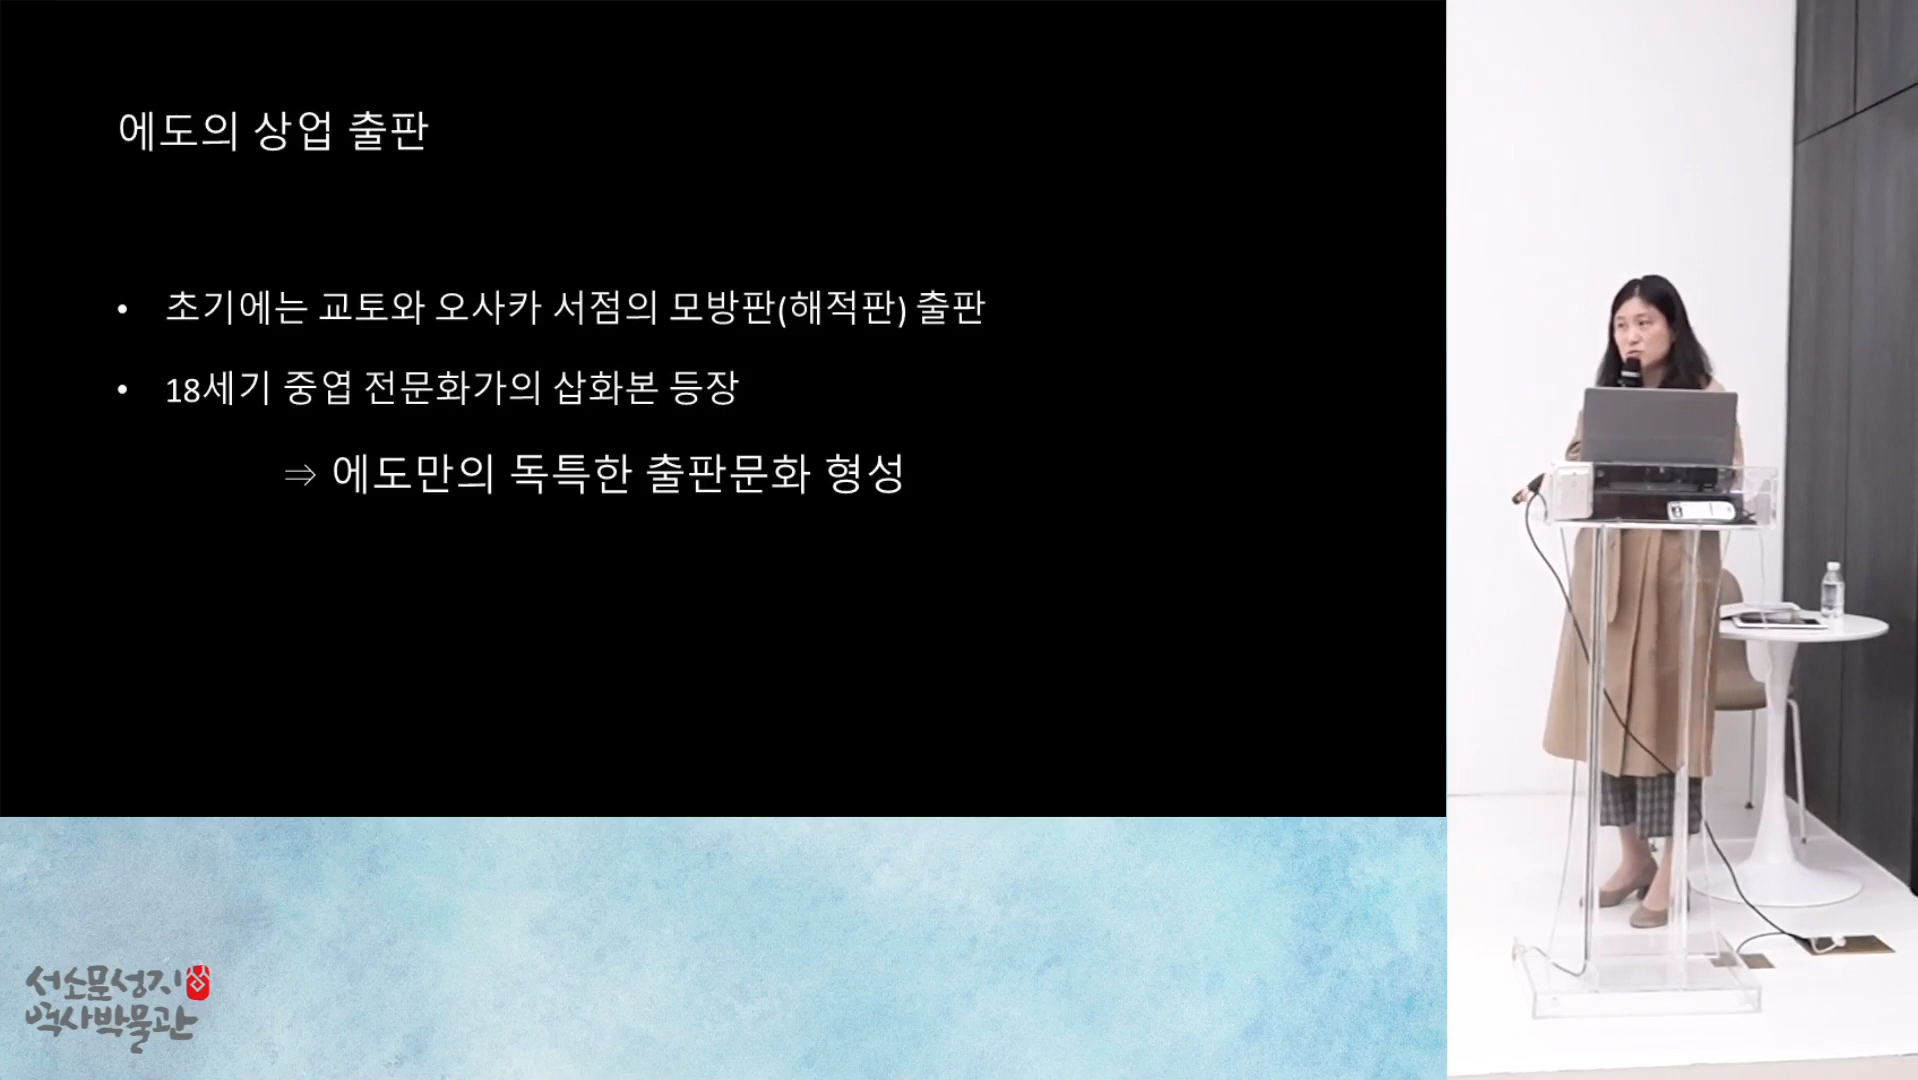 에도의 상업 출판
• 초기에는 교토와 오사카 서점의 모방판(해적판) 출판
• 18세기 중엽 전문화가의 삽화본 등장
⇒ 에도만의 독특한 출판문화 형성
서소문성지
역사박물관